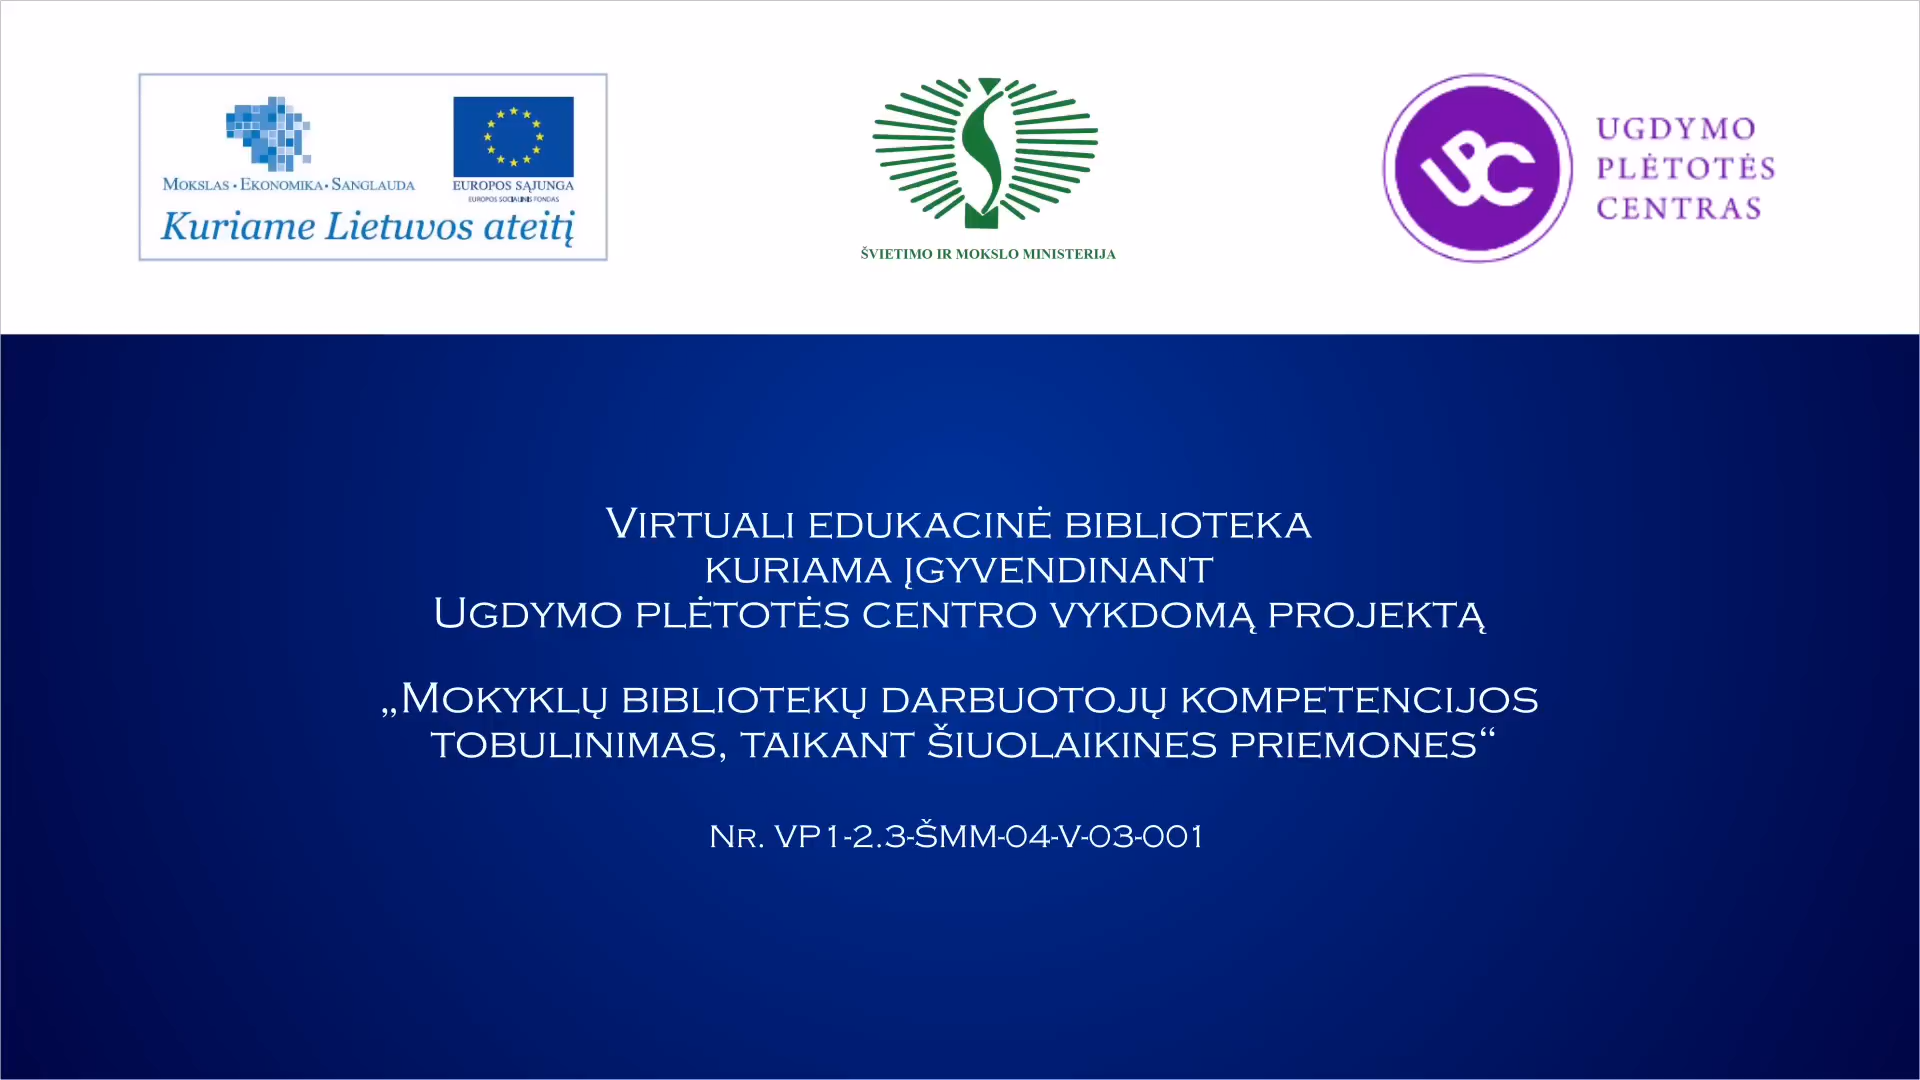 MOKSLAS • EKONOMIKA • SANGLAUDA
EUROPOS SĄJUNGA
EUROPOS SOCIALINIS FONDAS
Kuriame Lietuvos ateitį
ŠVIETIMO IR MOKSLO MINISTERIJA
UPC
UGDYMO
PLĖTOTĖS
CENTRAS
VIRTUALI EDUKACINĖ BIBLIOTEKA
KURIAMA ĮGYVENDINANT
UGDYMO PLĖTOTĖS CENTRO VYKDOMĄ PROJEKTĄ
„MOKYKLŲ BIBLIOTEKŲ DARBUOTOJŲ KOMPETENCIJOS
TOBULINIMAS, TAIKANT ŠIUOLAIKINES PRIEMONES“
NR. VP1-2.3-ŠMM-04-V-03-001